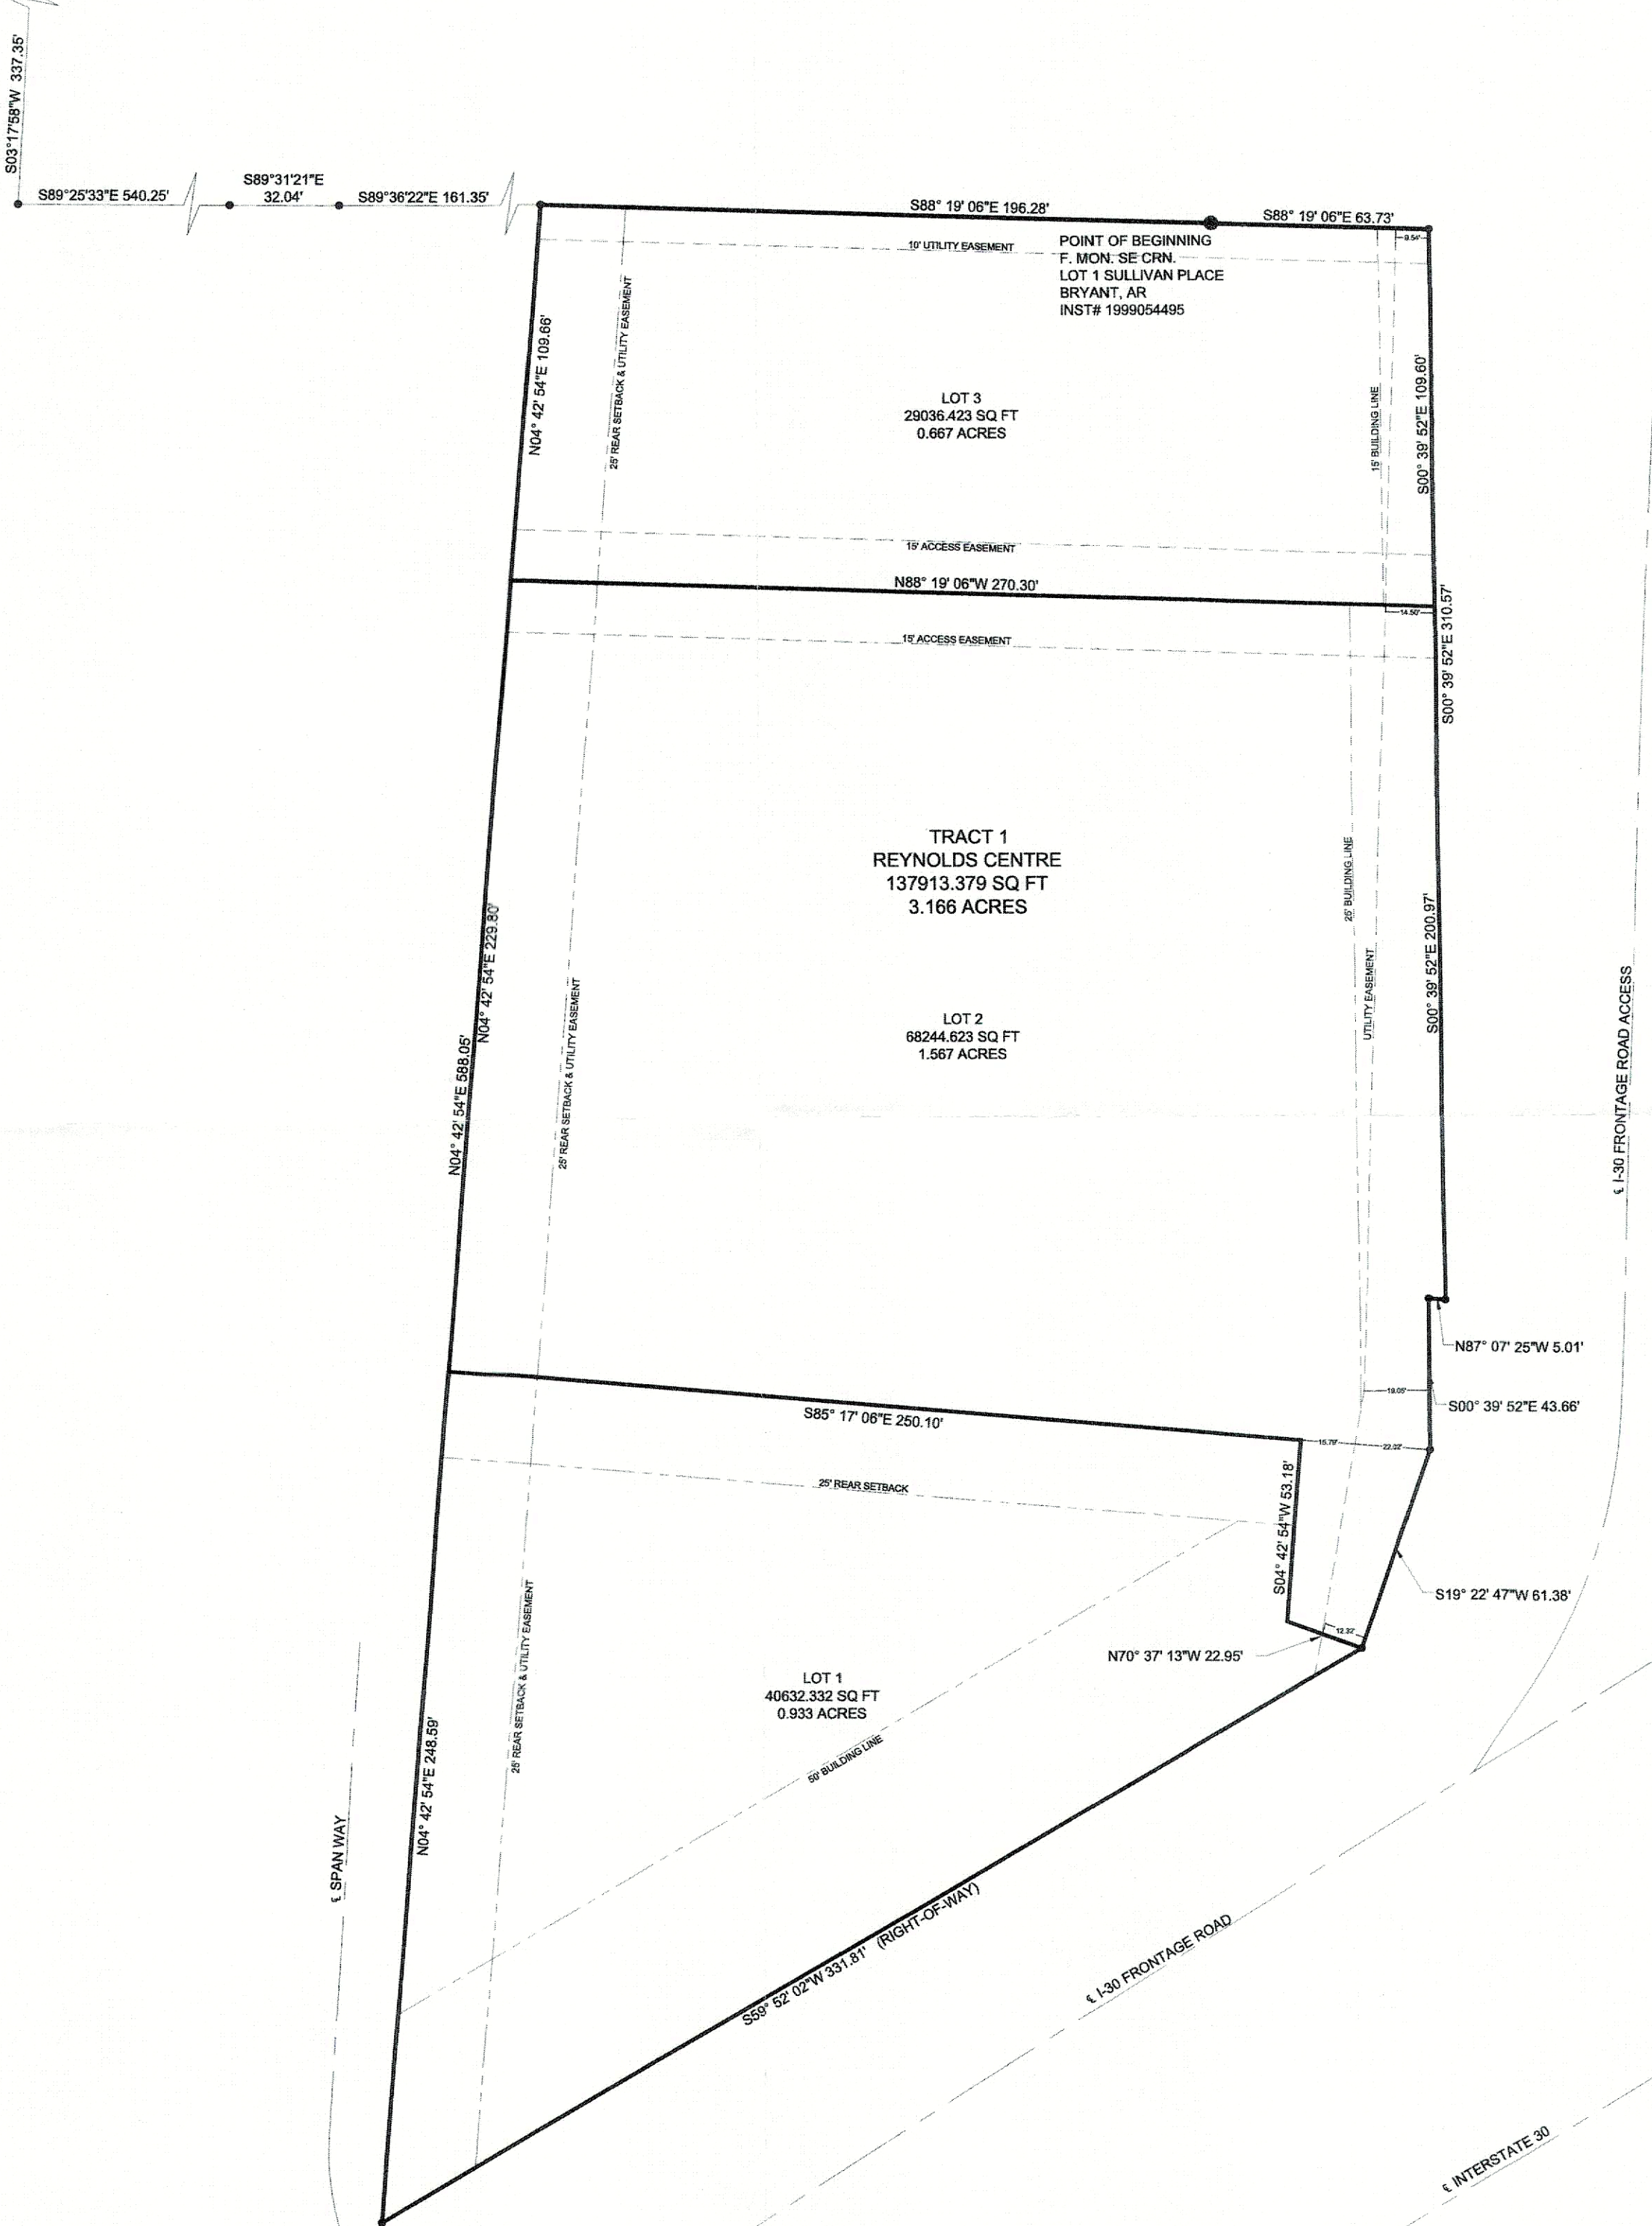 S03°17'58"W 337.35'
S89°25'33"E 540.25'
S89°31'21"E
32.04'
S89°36'22"E 161.35'
S88° 19' 06"E 196.28'
S88° 19' 06"E 63.73'
9.54'
10' UTILITY EASEMENT
POINT OF BEGINNING
F. MON. SE CRN.
LOT 1 SULLIVAN PLACE
BRYANT, AR
INST# 1999054495
N04° 42' 54"E 109.66'
25' REAR SETBACK & UTILITY EASEMENT
LOT 3
29036.423 SQ FT
0.667 ACRES
15' BUILDING LINE
S00° 39' 52"E 109.60'
15' ACCESS EASEMENT
N88° 19' 06"W 270.30'
14.50'
S00° 39' 52"E 310.57'
15' ACCESS EASEMENT
TRACT 1
REYNOLDS CENTRE
137913.379 SQ FT
3.166 ACRES
25' BUILDING LINE
N04° 42' 54"E 229.80'
S00° 39' 52"E 200.97'
UTILITY EASEMENT
LOT 2
68244.623 SQ FT
1.567 ACRES
N04° 42' 54"E 588.05'
25' REAR SETBACK & UTILITY EASEMENT
℄ I-30 FRONTAGE ROAD ACCESS
N87° 07' 25"W 5.01'
19.05'
S00° 39' 52"E 43.66'
S85° 17' 06"E 250.10'
15.79'
22.02'
25' REAR SETBACK
S04° 42' 54"W 53.18'
S19° 22' 47"W 61.38'
12.32'
N70° 37' 13"W 22.95'
25' REAR SETBACK & UTILITY EASEMENT
LOT 1
40632.332 SQ FT
0.933 ACRES
50' BUILDING LINE
N04° 42' 54"E 248.59'
℄ SPAN WAY
S59° 52' 02"W 331.81' (RIGHT-OF-WAY)
℄ I-30 FRONTAGE ROAD
℄ INTERSTATE 30